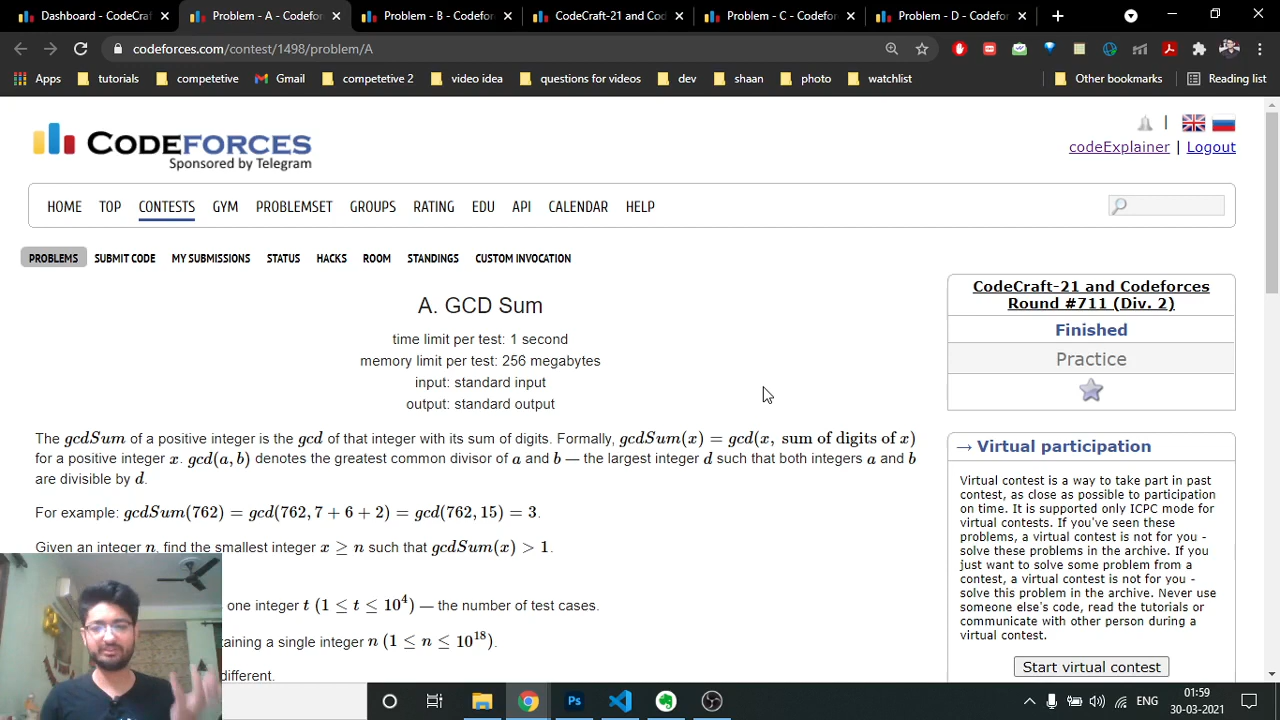 Dashboard - CodeCraf
Problem - A - Codefor
Problem - B - Codefor
CodeCraft-21 and Cod
Problem - C - Codefor
Problem - D - Codefor
codeforces.com/contest/1498/problem/A
Apps tutorials competetive Gmail competetive 2 video idea questions for videos dev shaan photo watchlist Other bookmarks Reading list
CODEFORCES
Sponsored by Telegram
codeExplainer | Logout
HOME TOP CONTESTS GYM PROBLEMSET GROUPS RATING EDU API CALENDAR HELP
PROBLEMS SUBMIT CODE MY SUBMISSIONS STATUS HACKS ROOM STANDINGS CUSTOM INVOCATION
A. GCD Sum
time limit per test: 1 second
memory limit per test: 256 megabytes
input: standard input
output: standard output
The gcdSum of a positive integer is the gcd of that integer with its sum of digits. Formally, gcdSum(x) = gcd(x, sum of digits of x)
for a positive integer x. gcd(a, b) denotes the greatest common divisor of a and b — the largest integer d such that both integers a and b
are divisible by d.
For example: gcdSum(762) = gcd(762, 7 + 6 + 2) = gcd(762, 15) = 3.
Given an integer n, find the smallest integer x ≥ n such that gcdSum(x) > 1.
one integer t (1 ≤ t ≤ 10⁴) — the number of test cases.
taining a single integer n (1 ≤ n ≤ 10¹⁸).
different.
CodeCraft-21 and Codeforces
Round #711 (Div. 2)
Finished
Practice
→ Virtual participation
Virtual contest is a way to take part in past
contest, as close as possible to participation
on time. It is supported only ICPC mode for
virtual contests. If you've seen these
problems, a virtual contest is not for you -
solve these problems in the archive. If you
just want to solve some problem from a
contest, a virtual contest is not for you -
solve this problem in the archive. Never use
someone else's code, read the tutorials or
communicate with other person during a
virtual contest.
Start virtual contest
ENG
01:59
30-03-2021